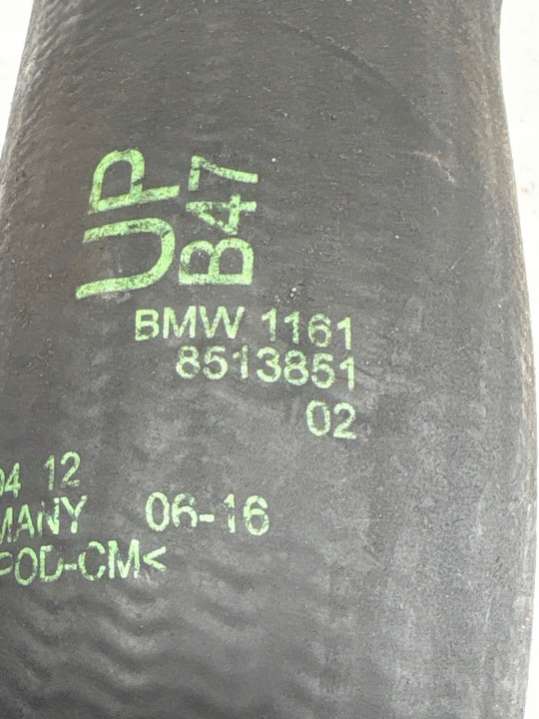 UP
B47
BMW 1161
8513851
02
04 12
MANY 06-16
POD-CM<